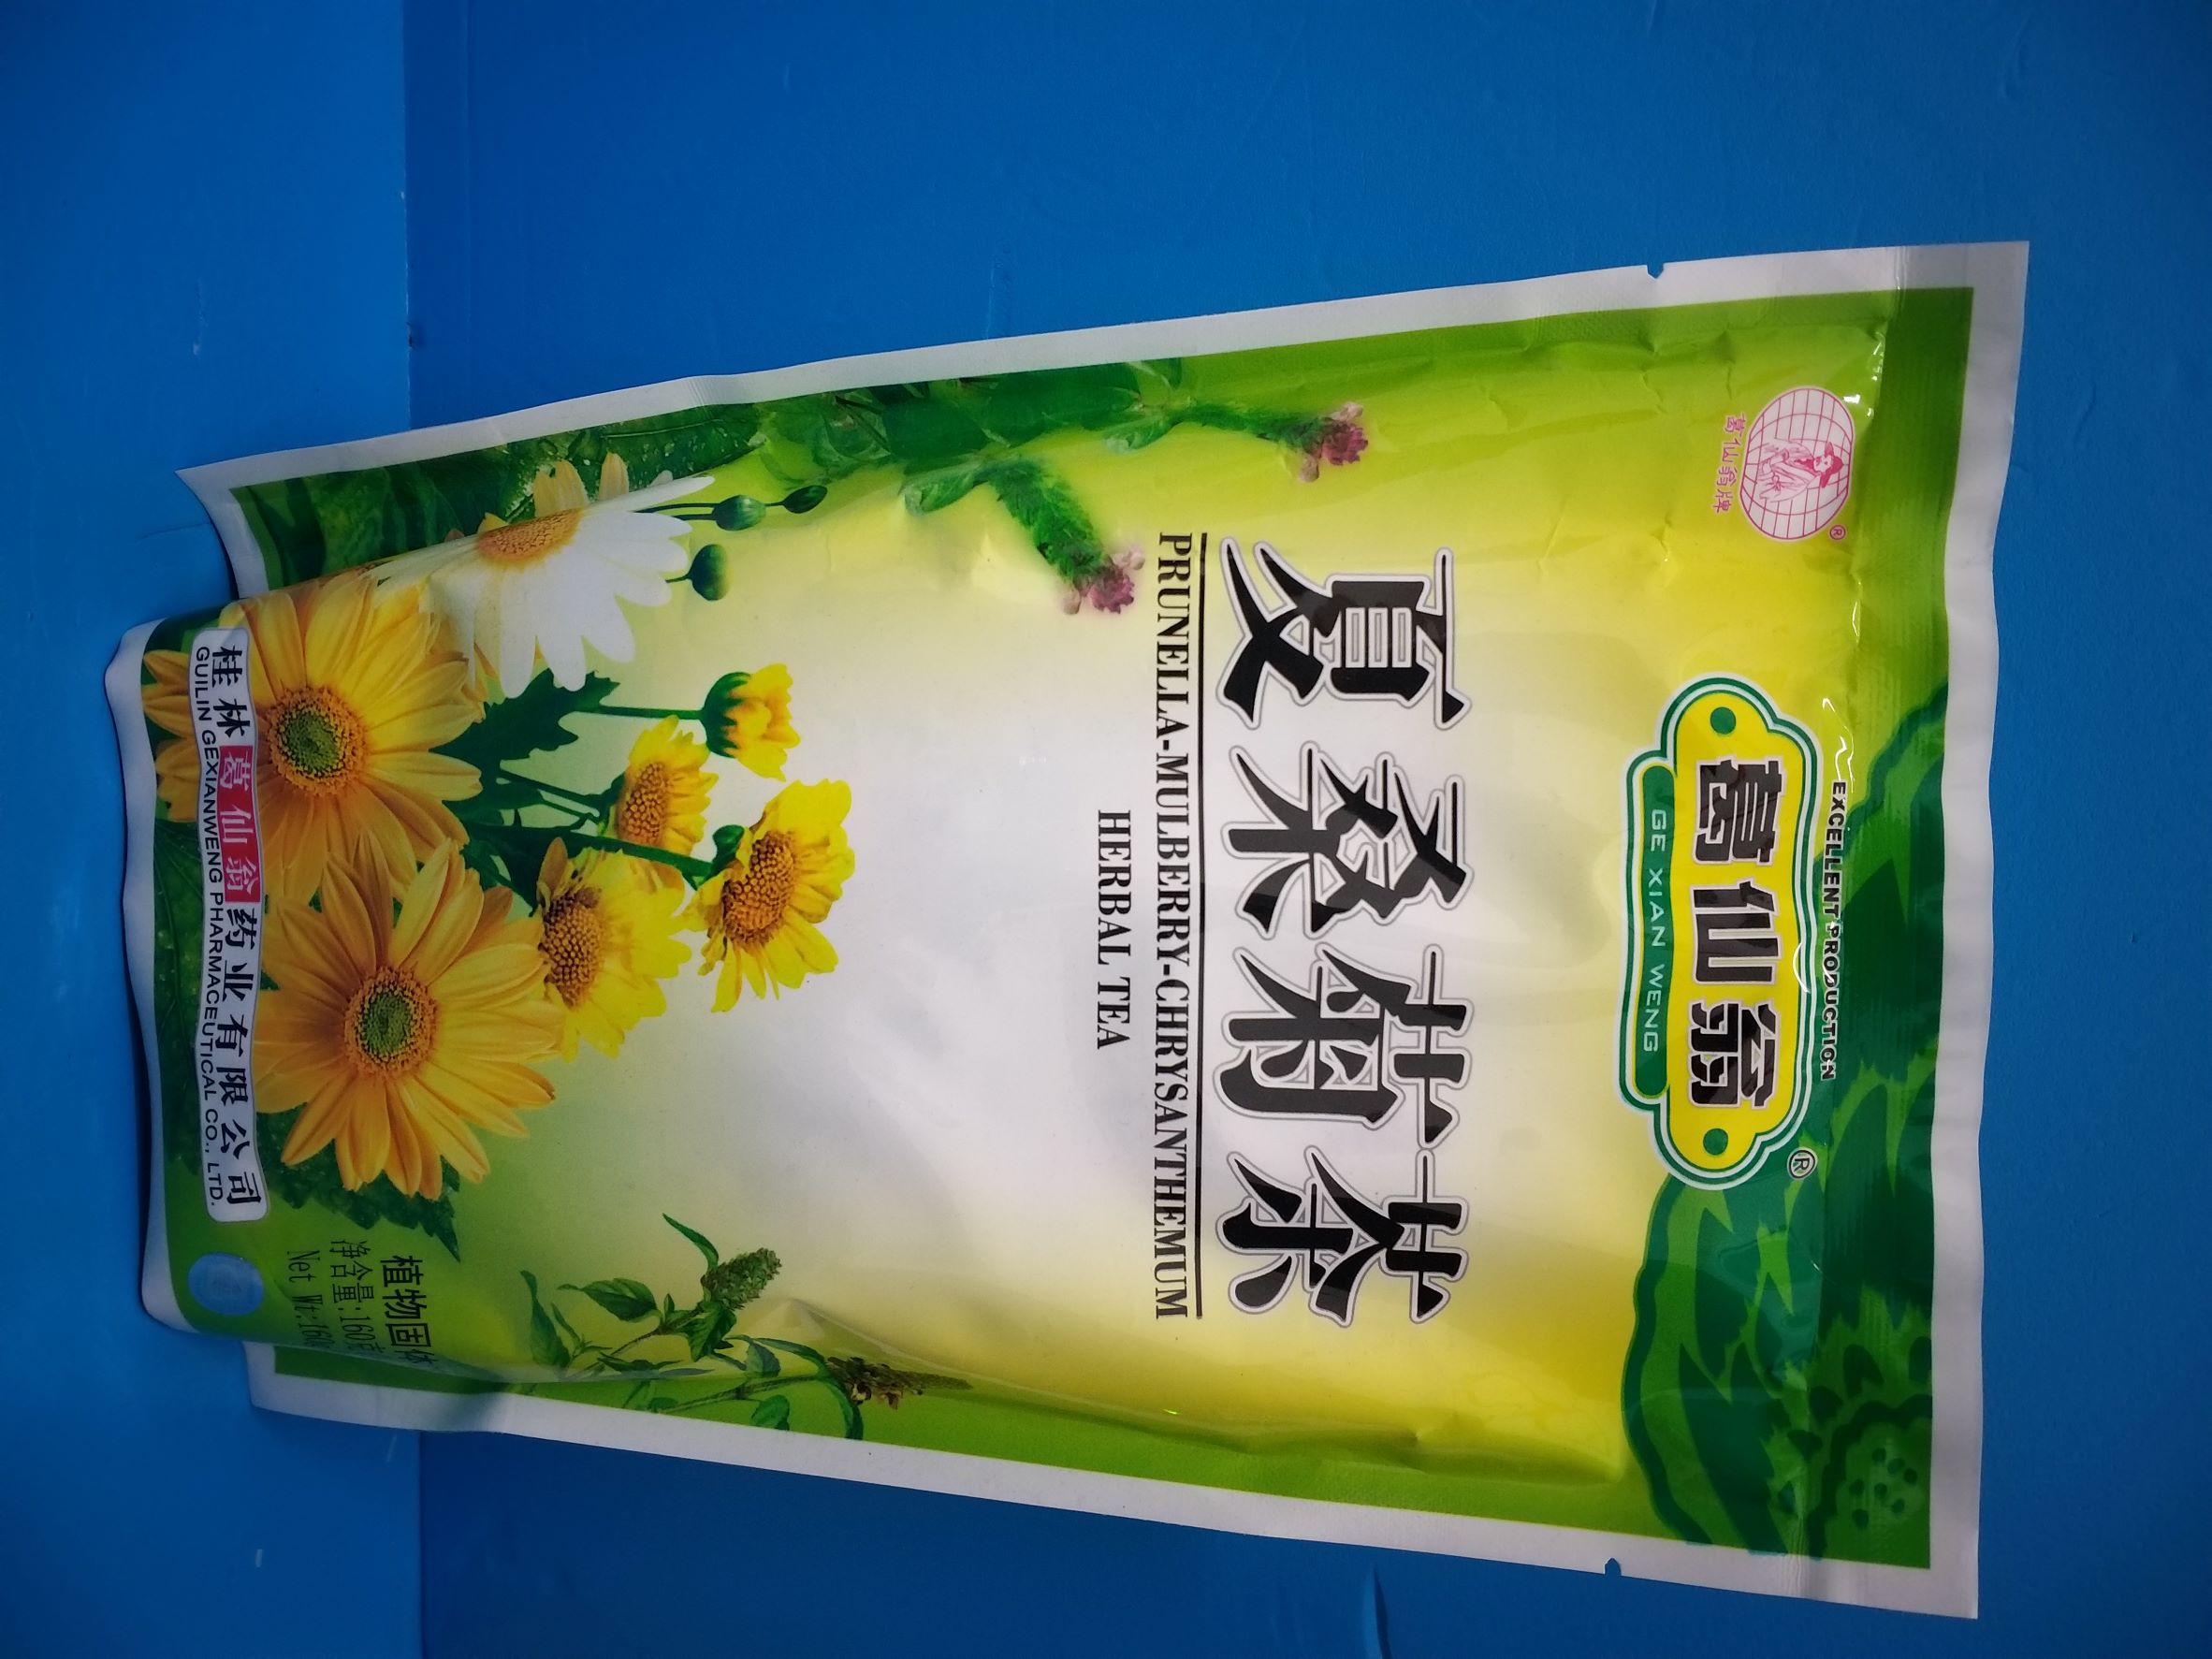 葛仙翁牌
®
EXCELLENT PRODUCTION
葛仙翁
®
GE XIAN WENG
夏桑菊茶
PRUNELLA-MULBERRY-CHRYSANTHEMUM
HERBAL TEA
植物固体
净含量:160克
Net Wt:160
桂林葛仙翁药业有限公司
GUILIN GEXIANWENG PHARMACEUTICAL CO., LTD.